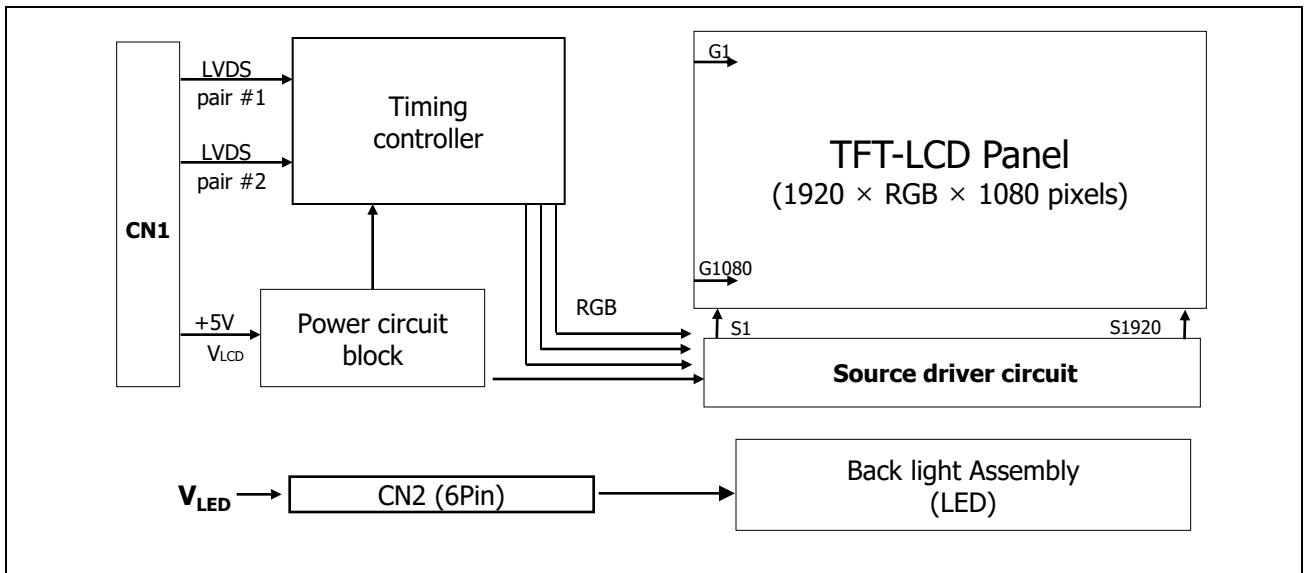 CN1
LVDS
pair #1
LVDS
pair #2
+5V
VLCD
Timing
controller
Power circuit
block
RGB
G1
TFT-LCD Panel
(1920 × RGB × 1080 pixels)
G1080
S1
S1920
Source driver circuit
VLED
CN2 (6Pin)
Back light Assembly
(LED)